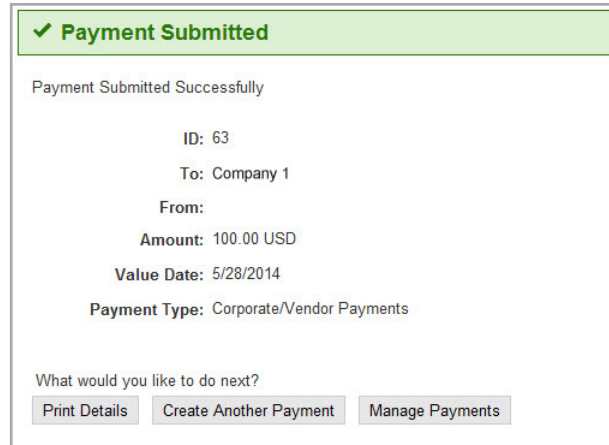 Payment Submitted
Payment Submitted Successfully
ID: 63
To: Company 1
From:
Amount: 100.00 USD
Value Date: 5/28/2014
Payment Type: Corporate/Vendor Payments
What would you like to do next?
Print Details Create Another Payment Manage Payments